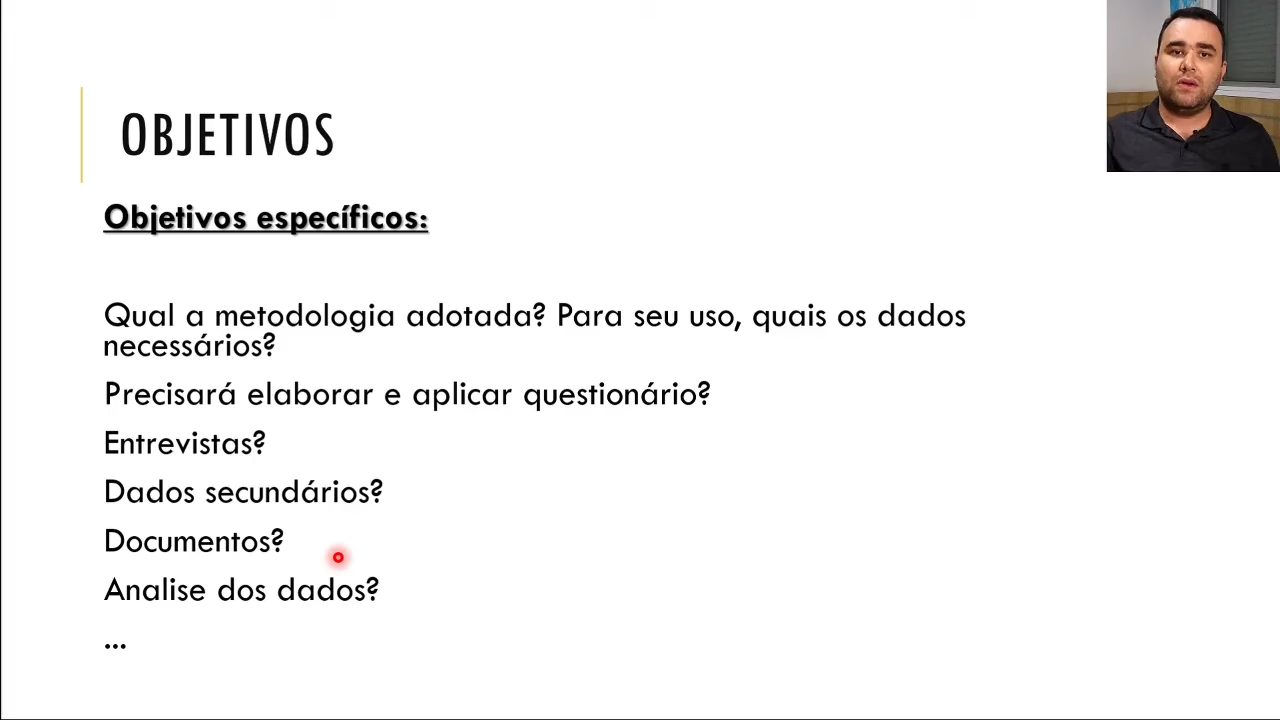 OBJETIVOS
Objetivos específicos:
Qual a metodologia adotada? Para seu uso, quais os dados
necessários?
Precisará elaborar e aplicar questionário?
Entrevistas?
Dados secundários?
Documentos?
Analise dos dados?
...